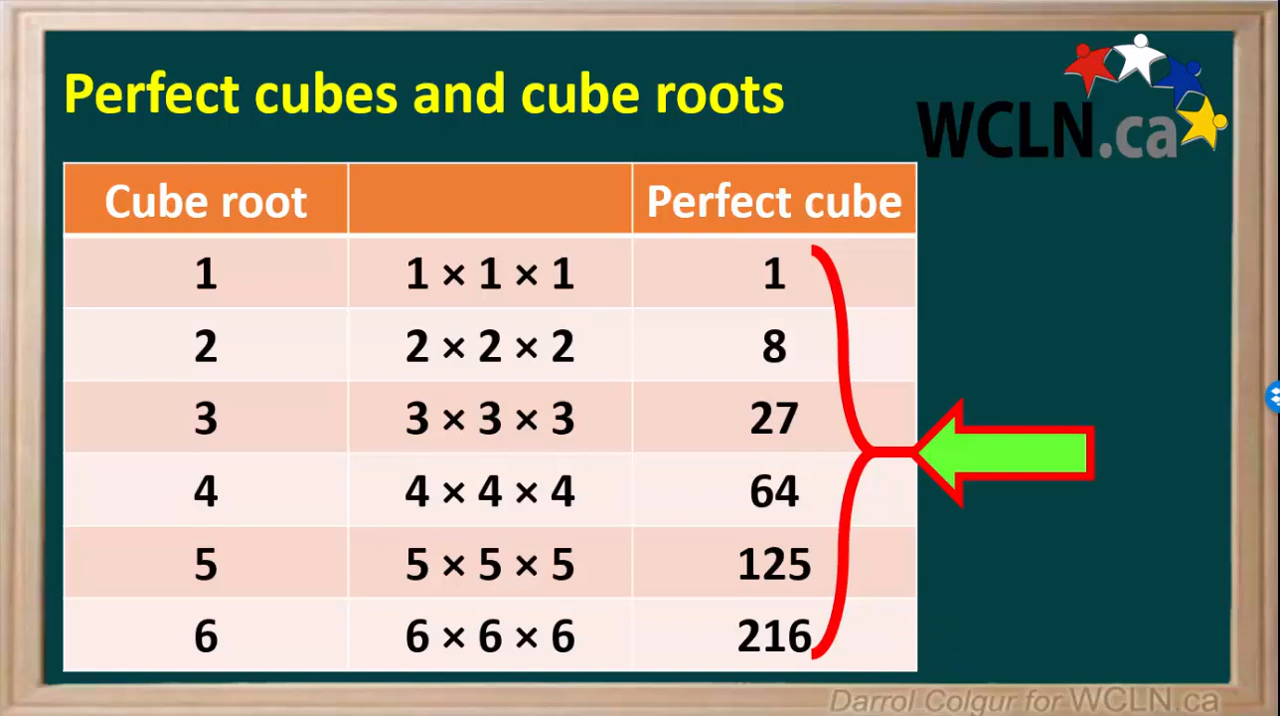 Perfect cubes and cube roots
WCLN.ca
Cube root Perfect cube
1 1 × 1 × 1 1
2 2 × 2 × 2 8
3 3 × 3 × 3 27
4 4 × 4 × 4 64
5 5 × 5 × 5 125
6 6 × 6 × 6 216
Darrol Colgur for WCLN.ca